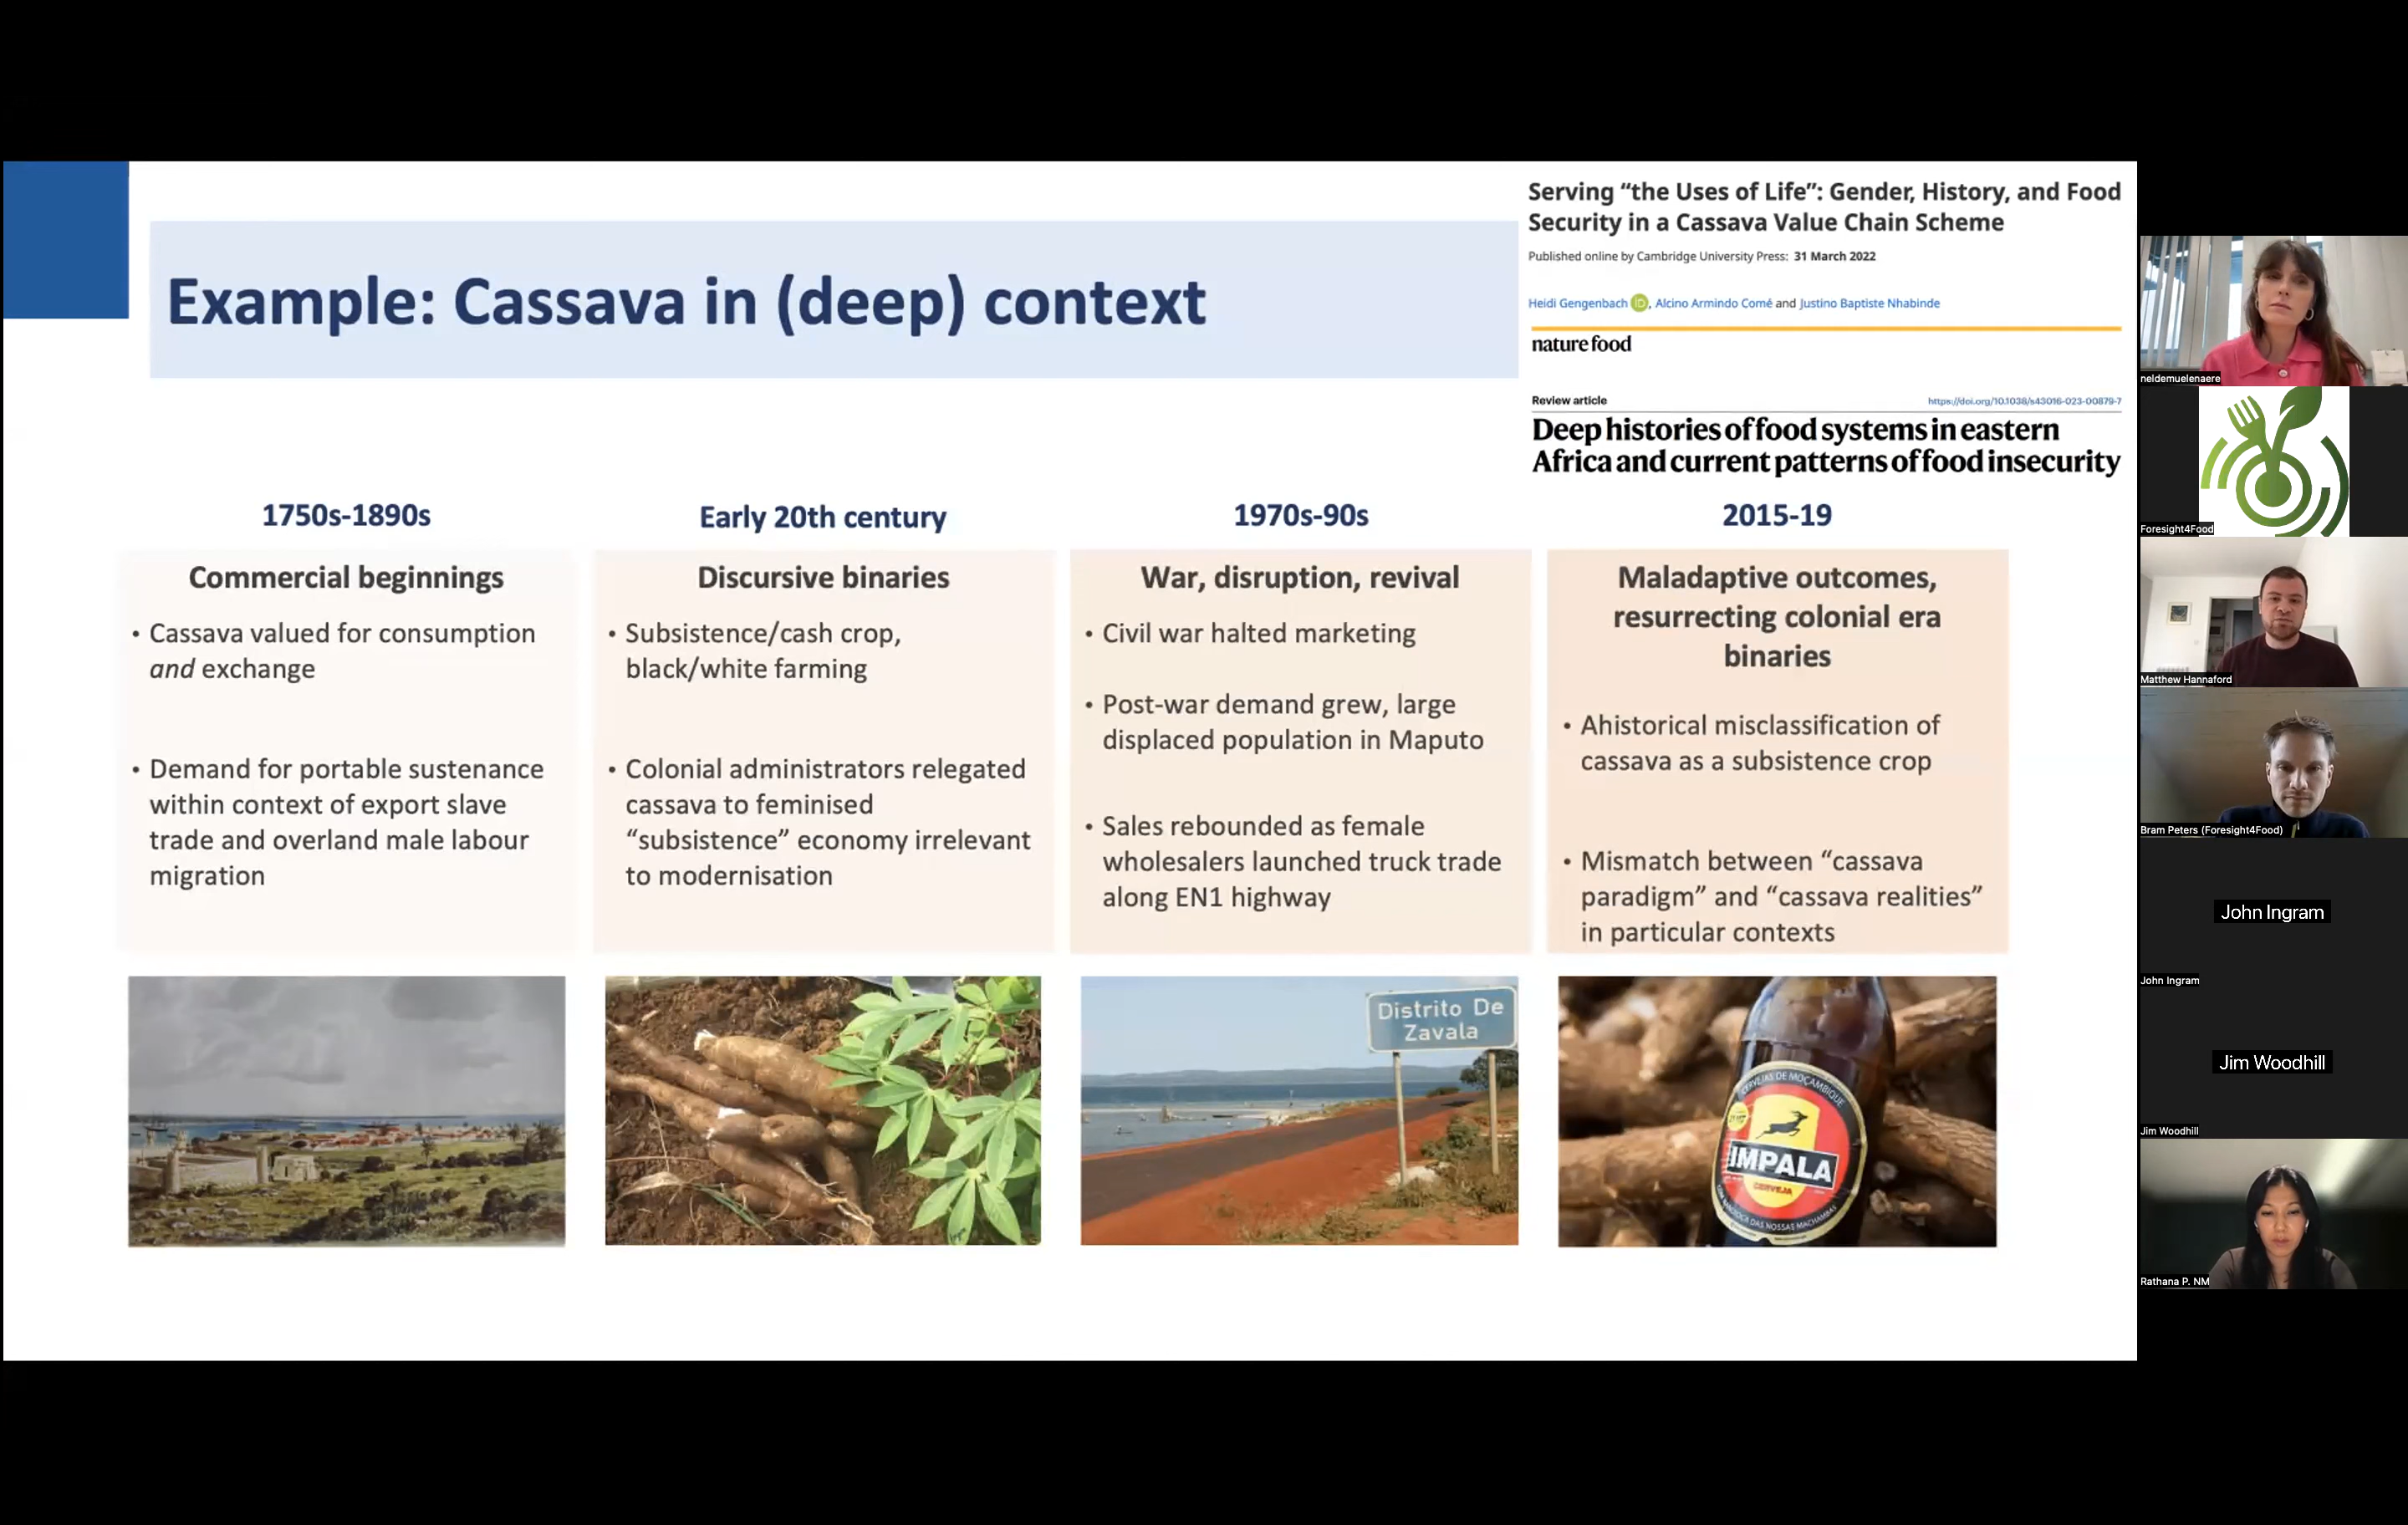 Example: Cassava in (deep) context
Serving “the Uses of Life”: Gender, History, and Food
Security in a Cassava Value Chain Scheme
Published online by Cambridge University Press: 31 March 2022
Heidi Gengenbach iD, Alcino Armindo Comé and Justino Baptiste Nhabinde
nature food
Review article
https://doi.org/10.1038/s43016-023-00879-7
Deep histories of food systems in eastern
Africa and current patterns of food insecurity
1750s-1890s
Commercial beginnings
• Cassava valued for consumption
and exchange
• Demand for portable sustenance
within context of export slave
trade and overland male labour
migration
Early 20th century
Discursive binaries
• Subsistence/cash crop,
black/white farming
• Colonial administrators relegated
cassava to feminised
“subsistence” economy irrelevant
to modernisation
1970s-90s
War, disruption, revival
• Civil war halted marketing
• Post-war demand grew, large
displaced population in Maputo
• Sales rebounded as female
wholesalers launched truck trade
along EN1 highway
2015-19
Maladaptive outcomes,
resurrecting colonial era
binaries
• Ahistorical misclassification of
cassava as a subsistence crop
• Mismatch between “cassava
paradigm” and “cassava realities”
in particular contexts
Distrito De
Zavala
CERVEJAS DE MOÇAMBIQUE
IMPALA
CERVEJA
DAS NOSSAS MACHAMBAS
neldemuelenaere
Foresight4Food
Matthew Hannaford
Bram Peters (Foresight4Food)
John Ingram
John Ingram
Jim Woodhill
Jim Woodhill
Rathana P. NM